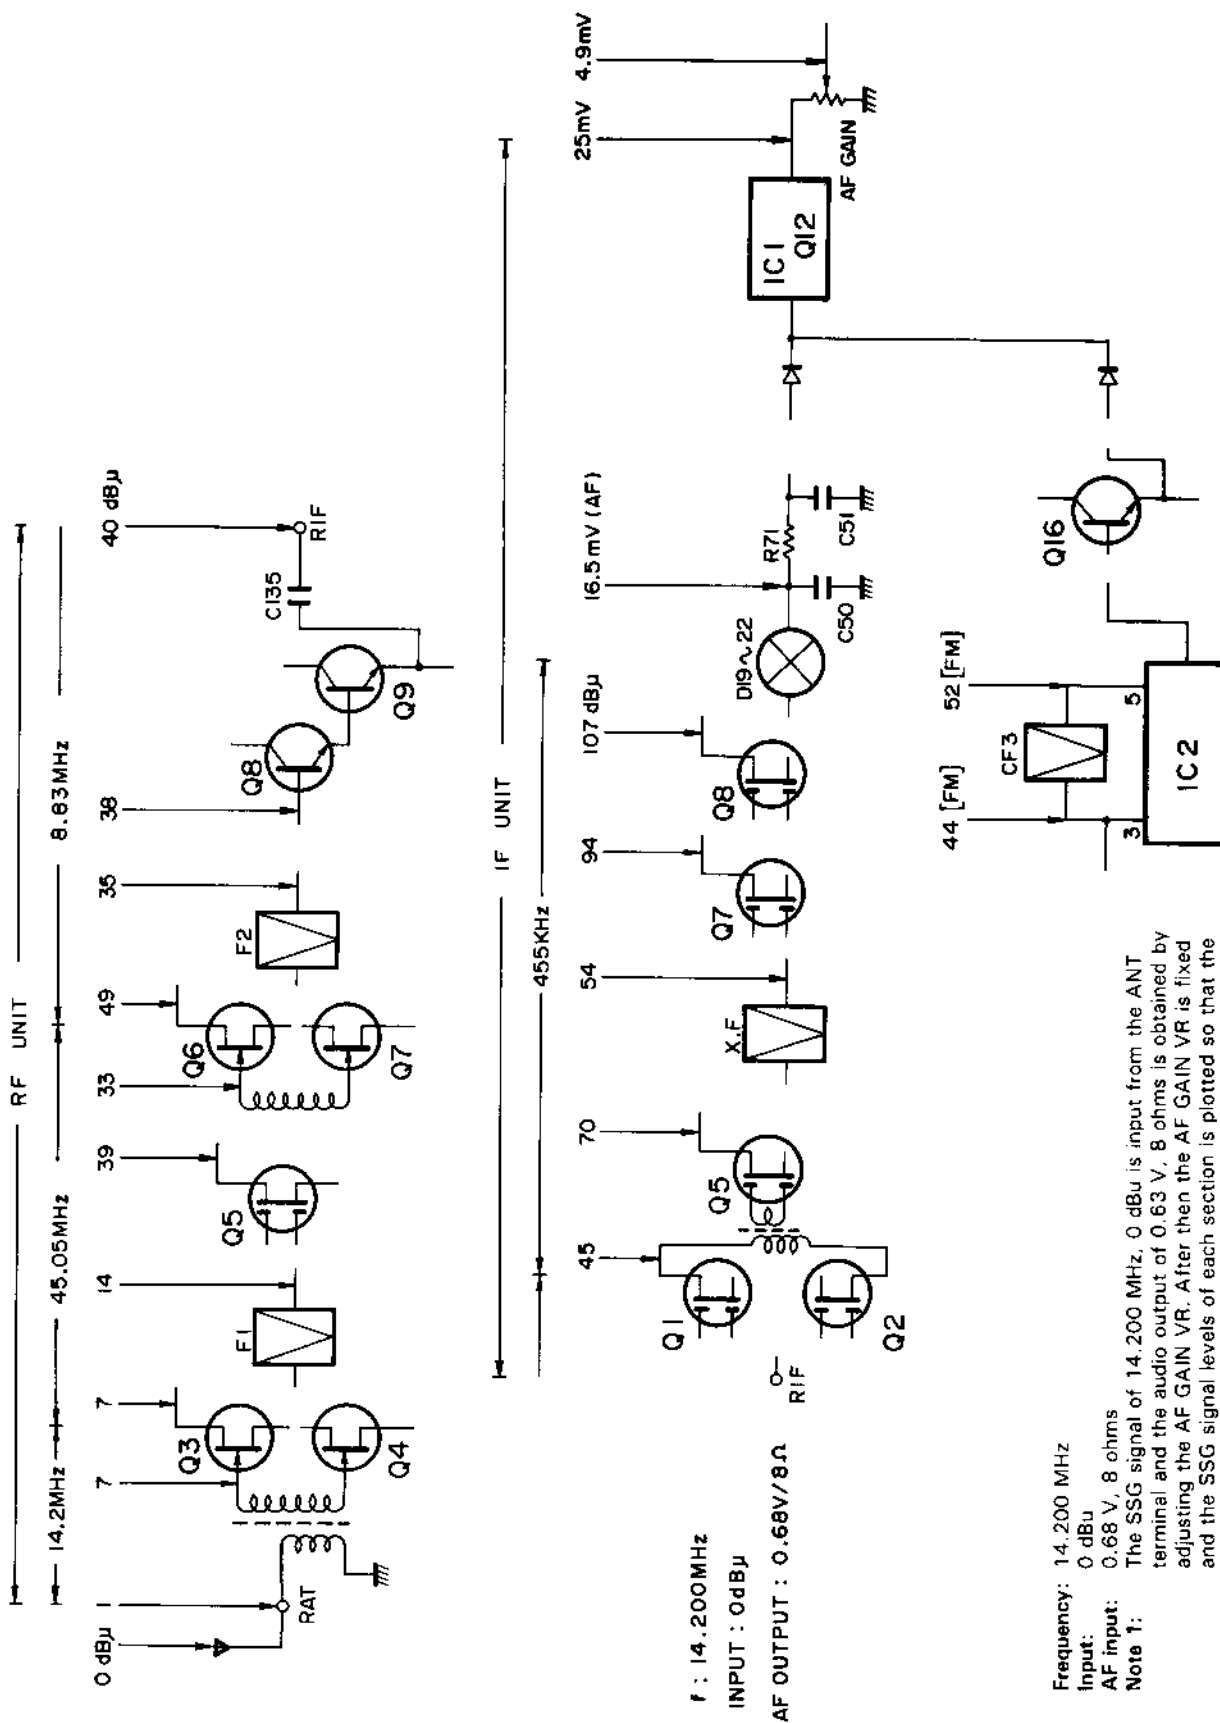 RF UNIT
14.2MHz
45.05MHz
8.83MHz
0 dBμ
1
7
7
14
39
33
49
35
38
40 dBμ
RAT
Q3
Q4
F1
Q5
Q6
Q7
F2
Q8
Q9
C135
RIF
IF UNIT
455KHz
45
70
54
94
107 dBμ
16.5mV (AF)
25mV
4.9mV
RIF
Q1
Q2
Q5
X.F
Q7
Q8
D19~22
C50
R71
C51
IC1
Q12
AF GAIN
44 [FM]
52 [FM]
CF3
3
5
IC2
Q16
f : 14.200MHz
INPUT : 0dBμ
AF OUTPUT : 0.68V/8Ω
Frequency: 14.200 MHz
Input: 0 dBu
AF input: 0.68 V, 8 ohms
Note 1: The SSG signal of 14.200 MHz, 0 dBu is input from the ANT
terminal and the audio output of 0.63 V, 8 ohms is obtained by
adjusting the AF GAIN VR. After then the AF GAIN VR is fixed
and the SSG signal levels of each section is plotted so that the